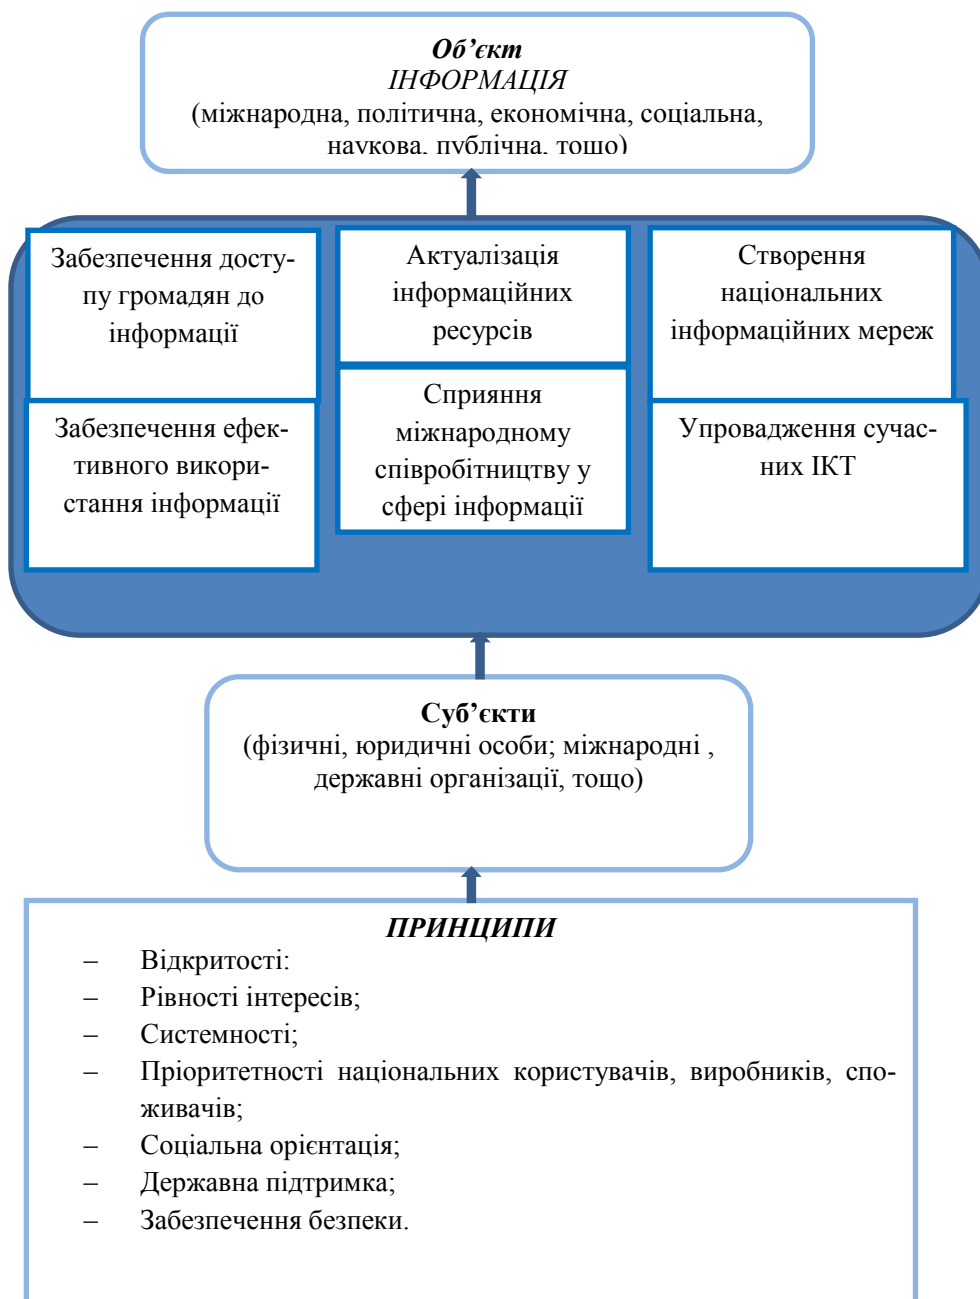 Об’єкт
ІНФОРМАЦІЯ
(міжнародна, політична, економічна, соціальна,
наукова, публічна, тощо)
Забезпечення досту-
пу громадян до
інформації
Актуалізація
інформаційних
ресурсів
Створення
національних
інформаційних мереж
Забезпечення ефек-
тивного викори-
стання інформації
Сприяння
міжнародному
співробітництву у
сфері інформації
Упровадження сучас-
них ІКТ
Суб’єкти
(фізичні, юридичні особи; міжнародні ,
державні організації, тощо)
ПРИНЦИПИ
– Відкритості:
– Рівності інтересів;
– Системності;
– Пріоритетності національних користувачів, виробників, спо-
живачів;
– Соціальна орієнтація;
– Державна підтримка;
– Забезпечення безпеки.